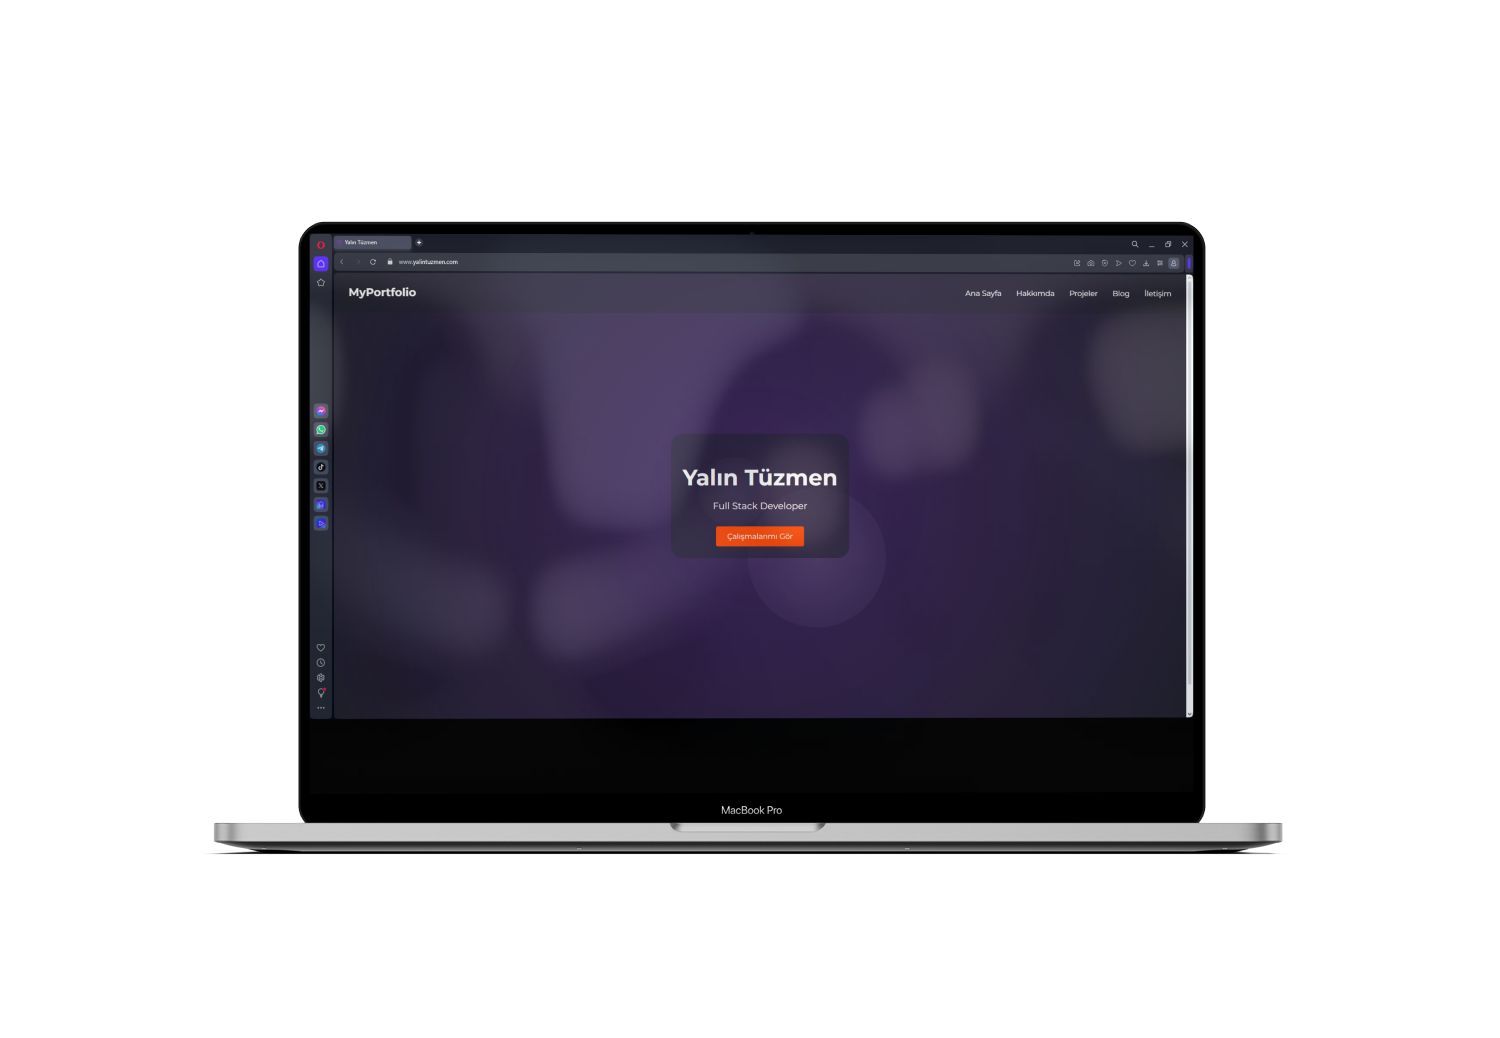 Yalın Tüzmen
www.yalintuzmen.com
MyPortfolio
Ana Sayfa Hakkımda Projeler Blog İletişim
Yalın Tüzmen
Full Stack Developer
Çalışmalarımı Gör
MacBook Pro